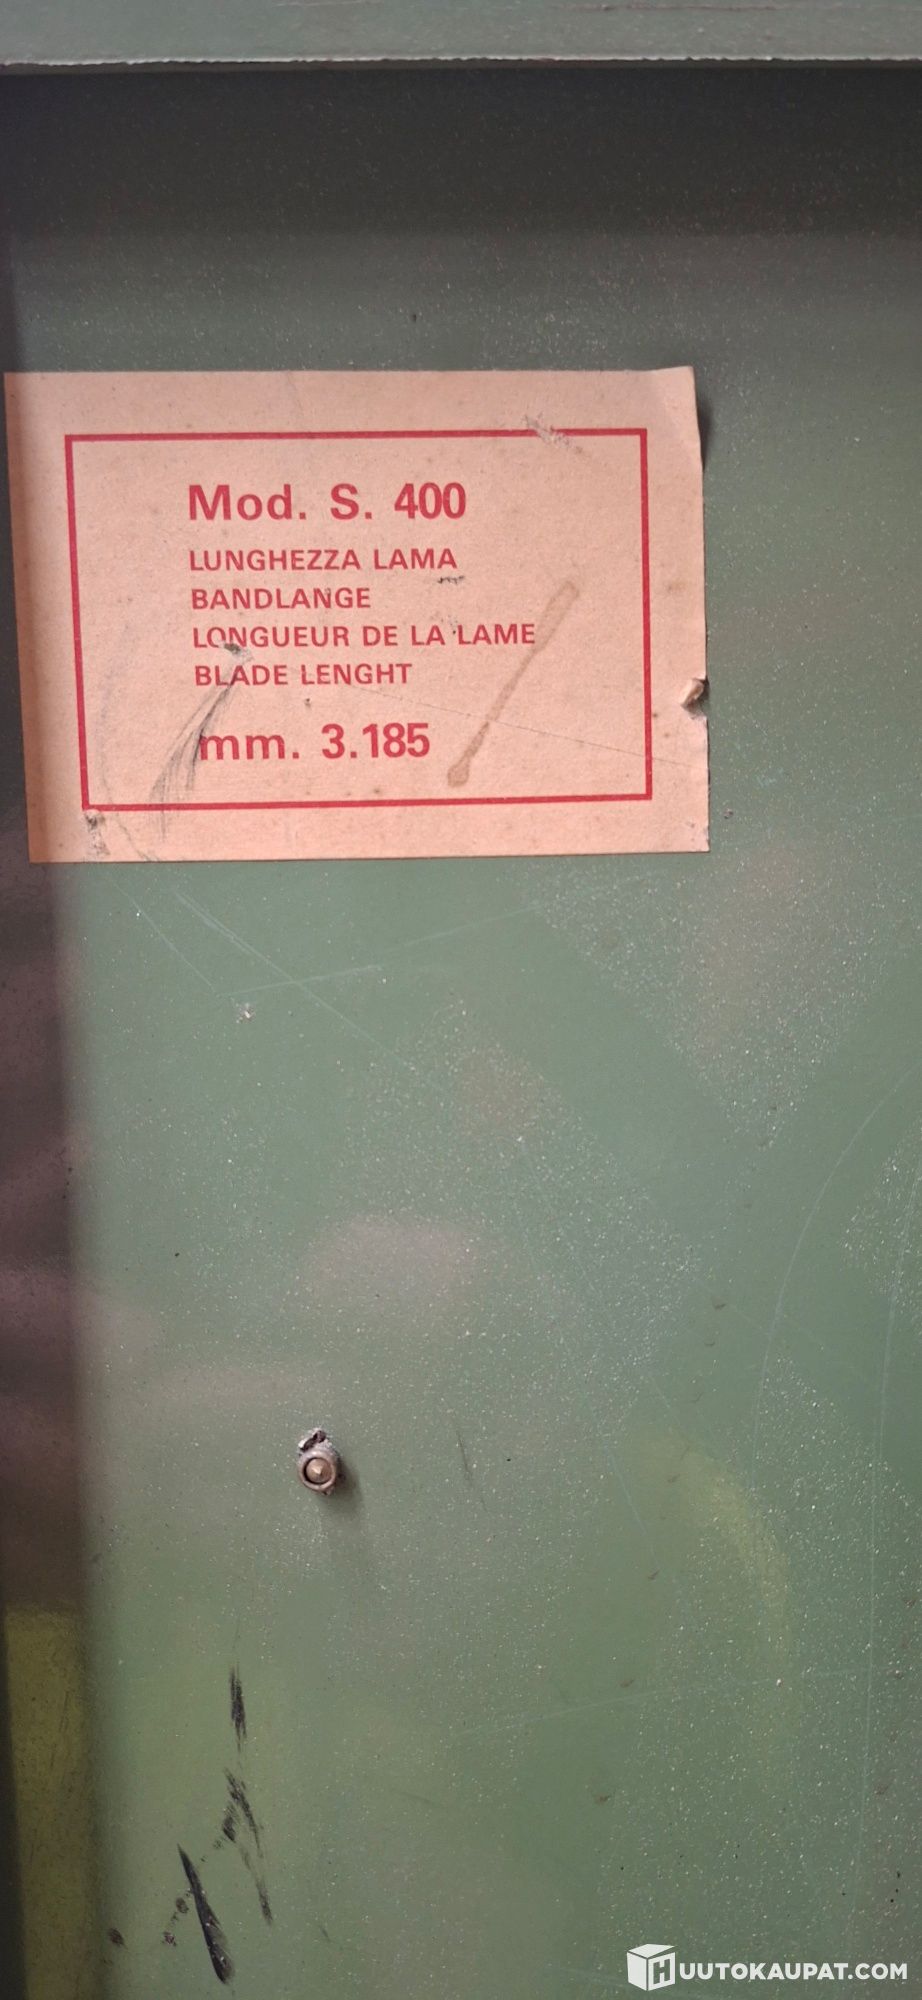 Mod. S. 400
LUNGHEZZA LAMA
BANDLANGE
LONGUEUR DE LA LAME
BLADE LENGHT
mm. 3.185
HUUTOKAUPAT.COM